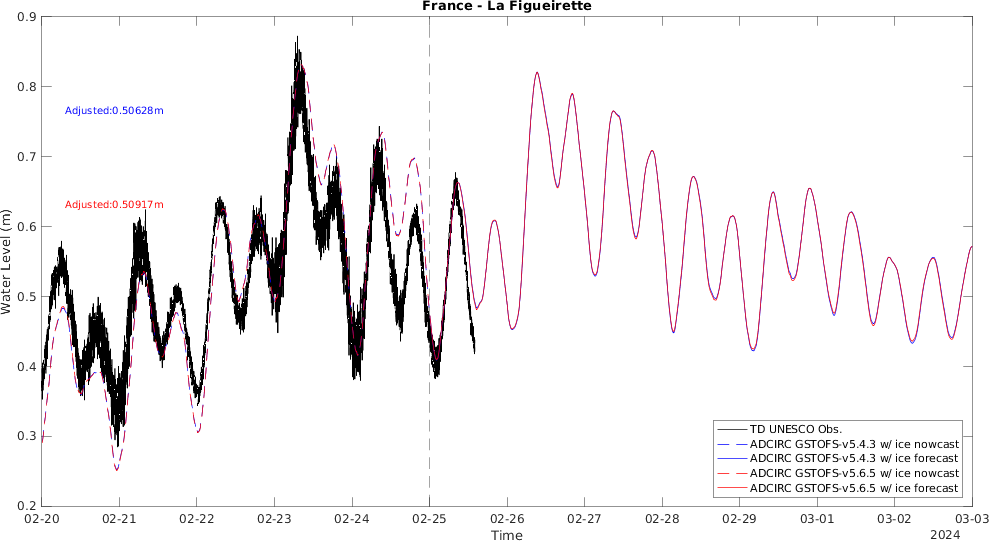 France - La Figueirette
0.9
0.8
0.7
0.6
0.5
0.4
0.3
0.2
Water Level (m)
Adjusted:0.50628m
Adjusted:0.50917m
TD UNESCO Obs.
ADCIRC GSTOFS-v5.4.3 w/ ice nowcast
ADCIRC GSTOFS-v5.4.3 w/ ice forecast
ADCIRC GSTOFS-v5.6.5 w/ ice nowcast
ADCIRC GSTOFS-v5.6.5 w/ ice forecast
02-20 02-21 02-22 02-23 02-24 02-25 02-26 02-27 02-28 02-29 03-01 03-02 03-03
Time
2024